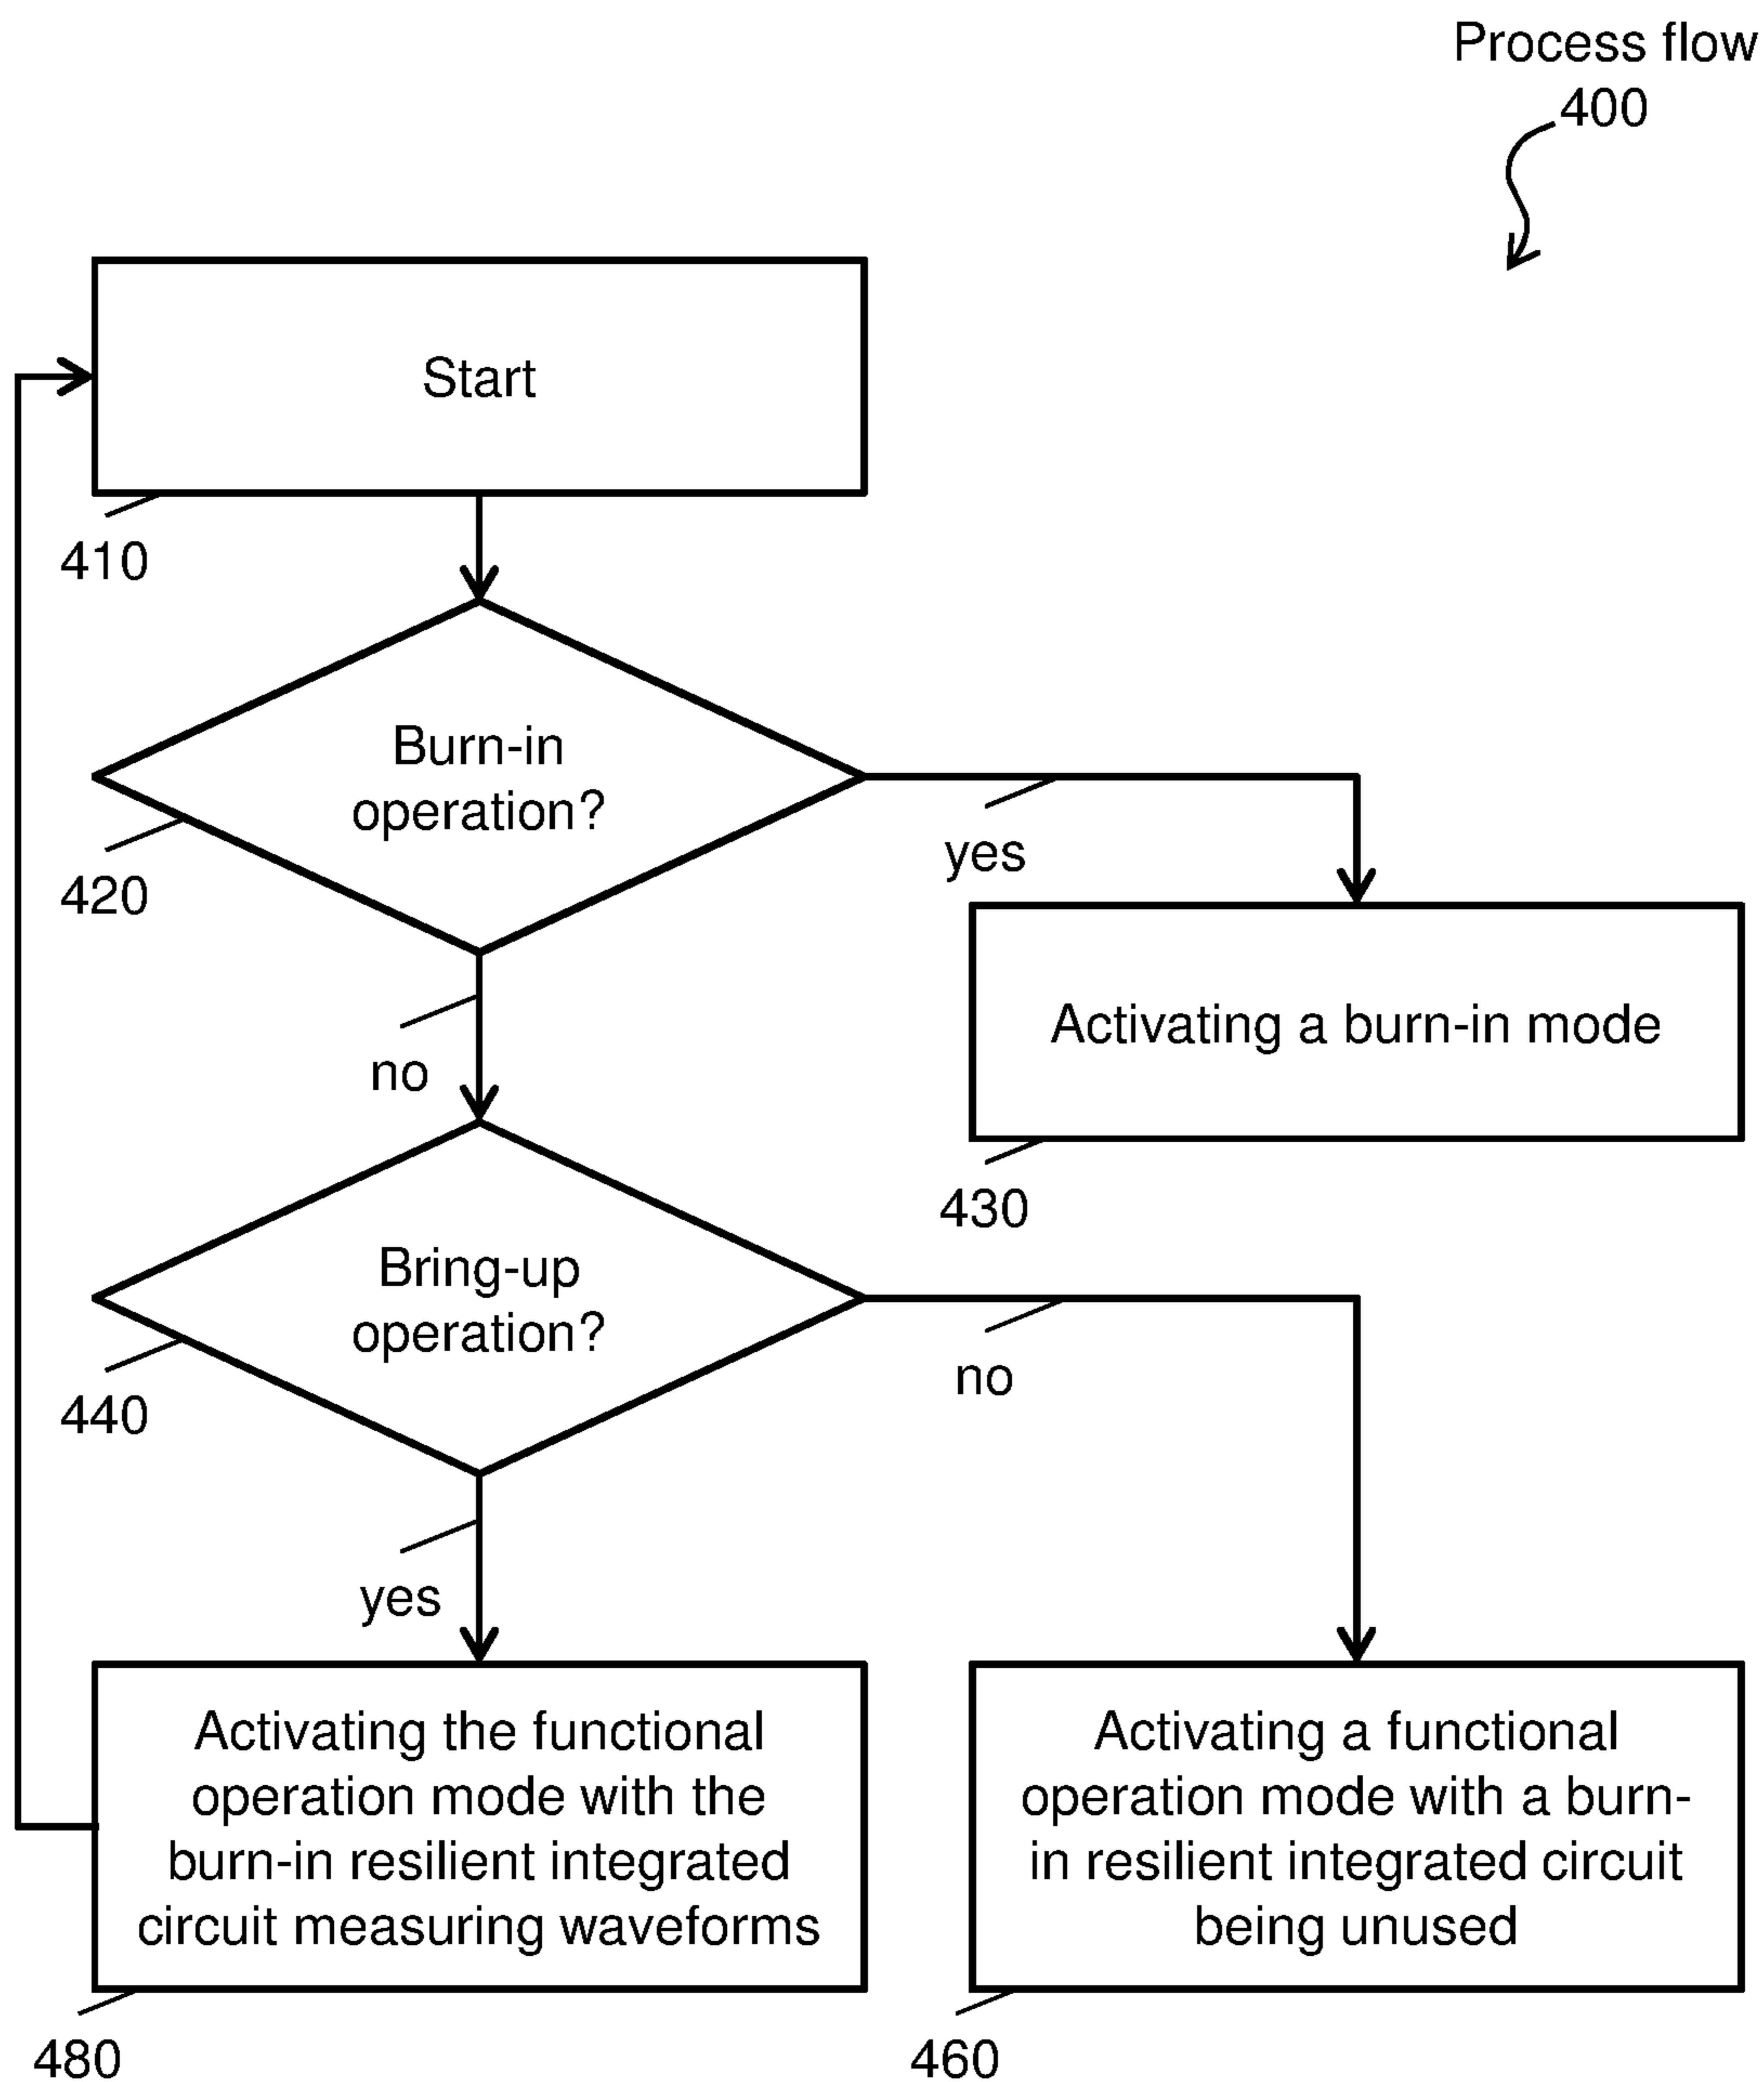 Process flow
400
Start
410
Burn-in
operation?
420
yes
Activating a burn-in mode
430
no
Bring-up
operation?
440
no
yes
Activating the functional
operation mode with the
burn-in resilient integrated
circuit measuring waveforms
480
Activating a functional
operation mode with a burn-
in resilient integrated circuit
being unused
460